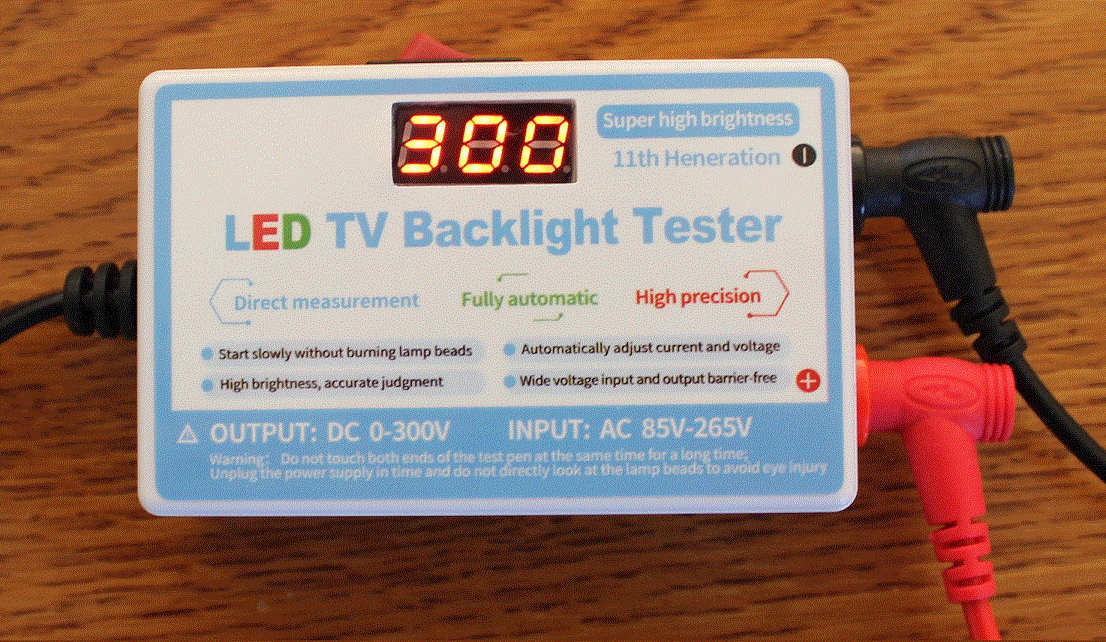 300
Super high brightness
11th Heneration
LED TV Backlight Tester
Direct measurement
Fully automatic
High precision
Start slowly without burning lamp beads
Automatically adjust current and voltage
High brightness, accurate judgment
Wide voltage input and output barrier-free
OUTPUT: DC 0-300V
INPUT: AC 85V-265V
Warning: Do not touch both ends of the test pen at the same time for a long time;
Unplug the power supply in time and do not directly look at the lamp beads to avoid eye injury